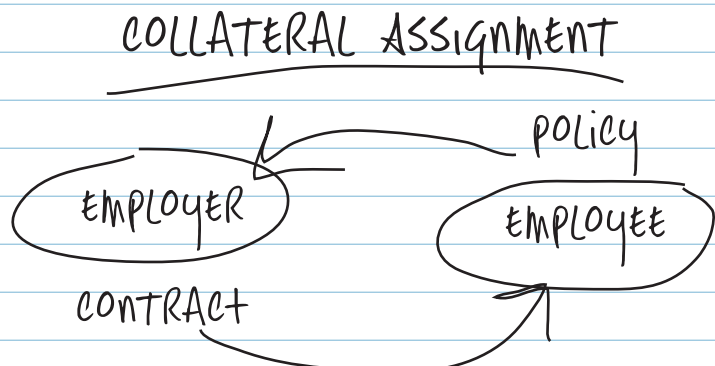 COLLATERAL ASSIGNMENT
POLICY
EMPLOYER
EMPLOYEE
CONTRACT